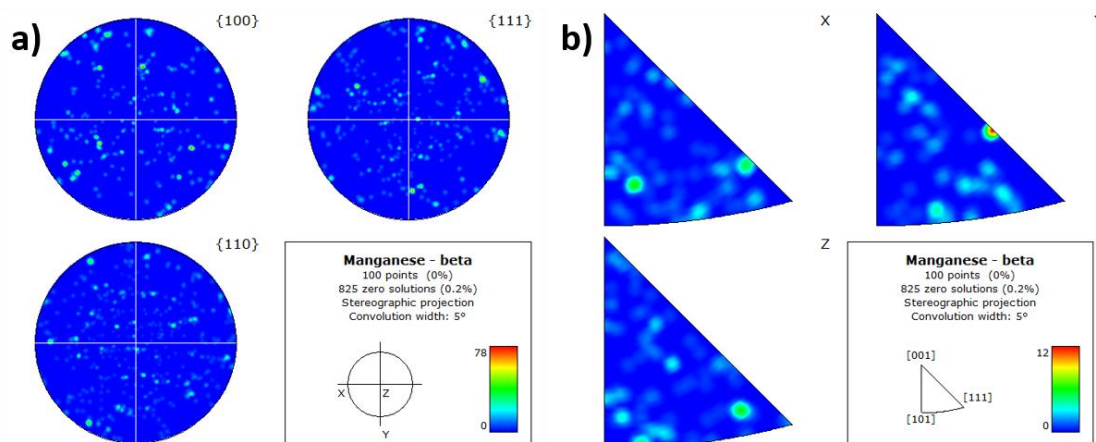 a)
{100}
{111}
{110}
Manganese - beta
100 points (0%)
825 zero solutions (0.2%)
Stereographic projection
Convolution width: 5°
X
Z
Y
78
0
b)
X
Z
Manganese - beta
100 points (0%)
825 zero solutions (0.2%)
Stereographic projection
Convolution width: 5°
[001]
[111]
[101]
12
0